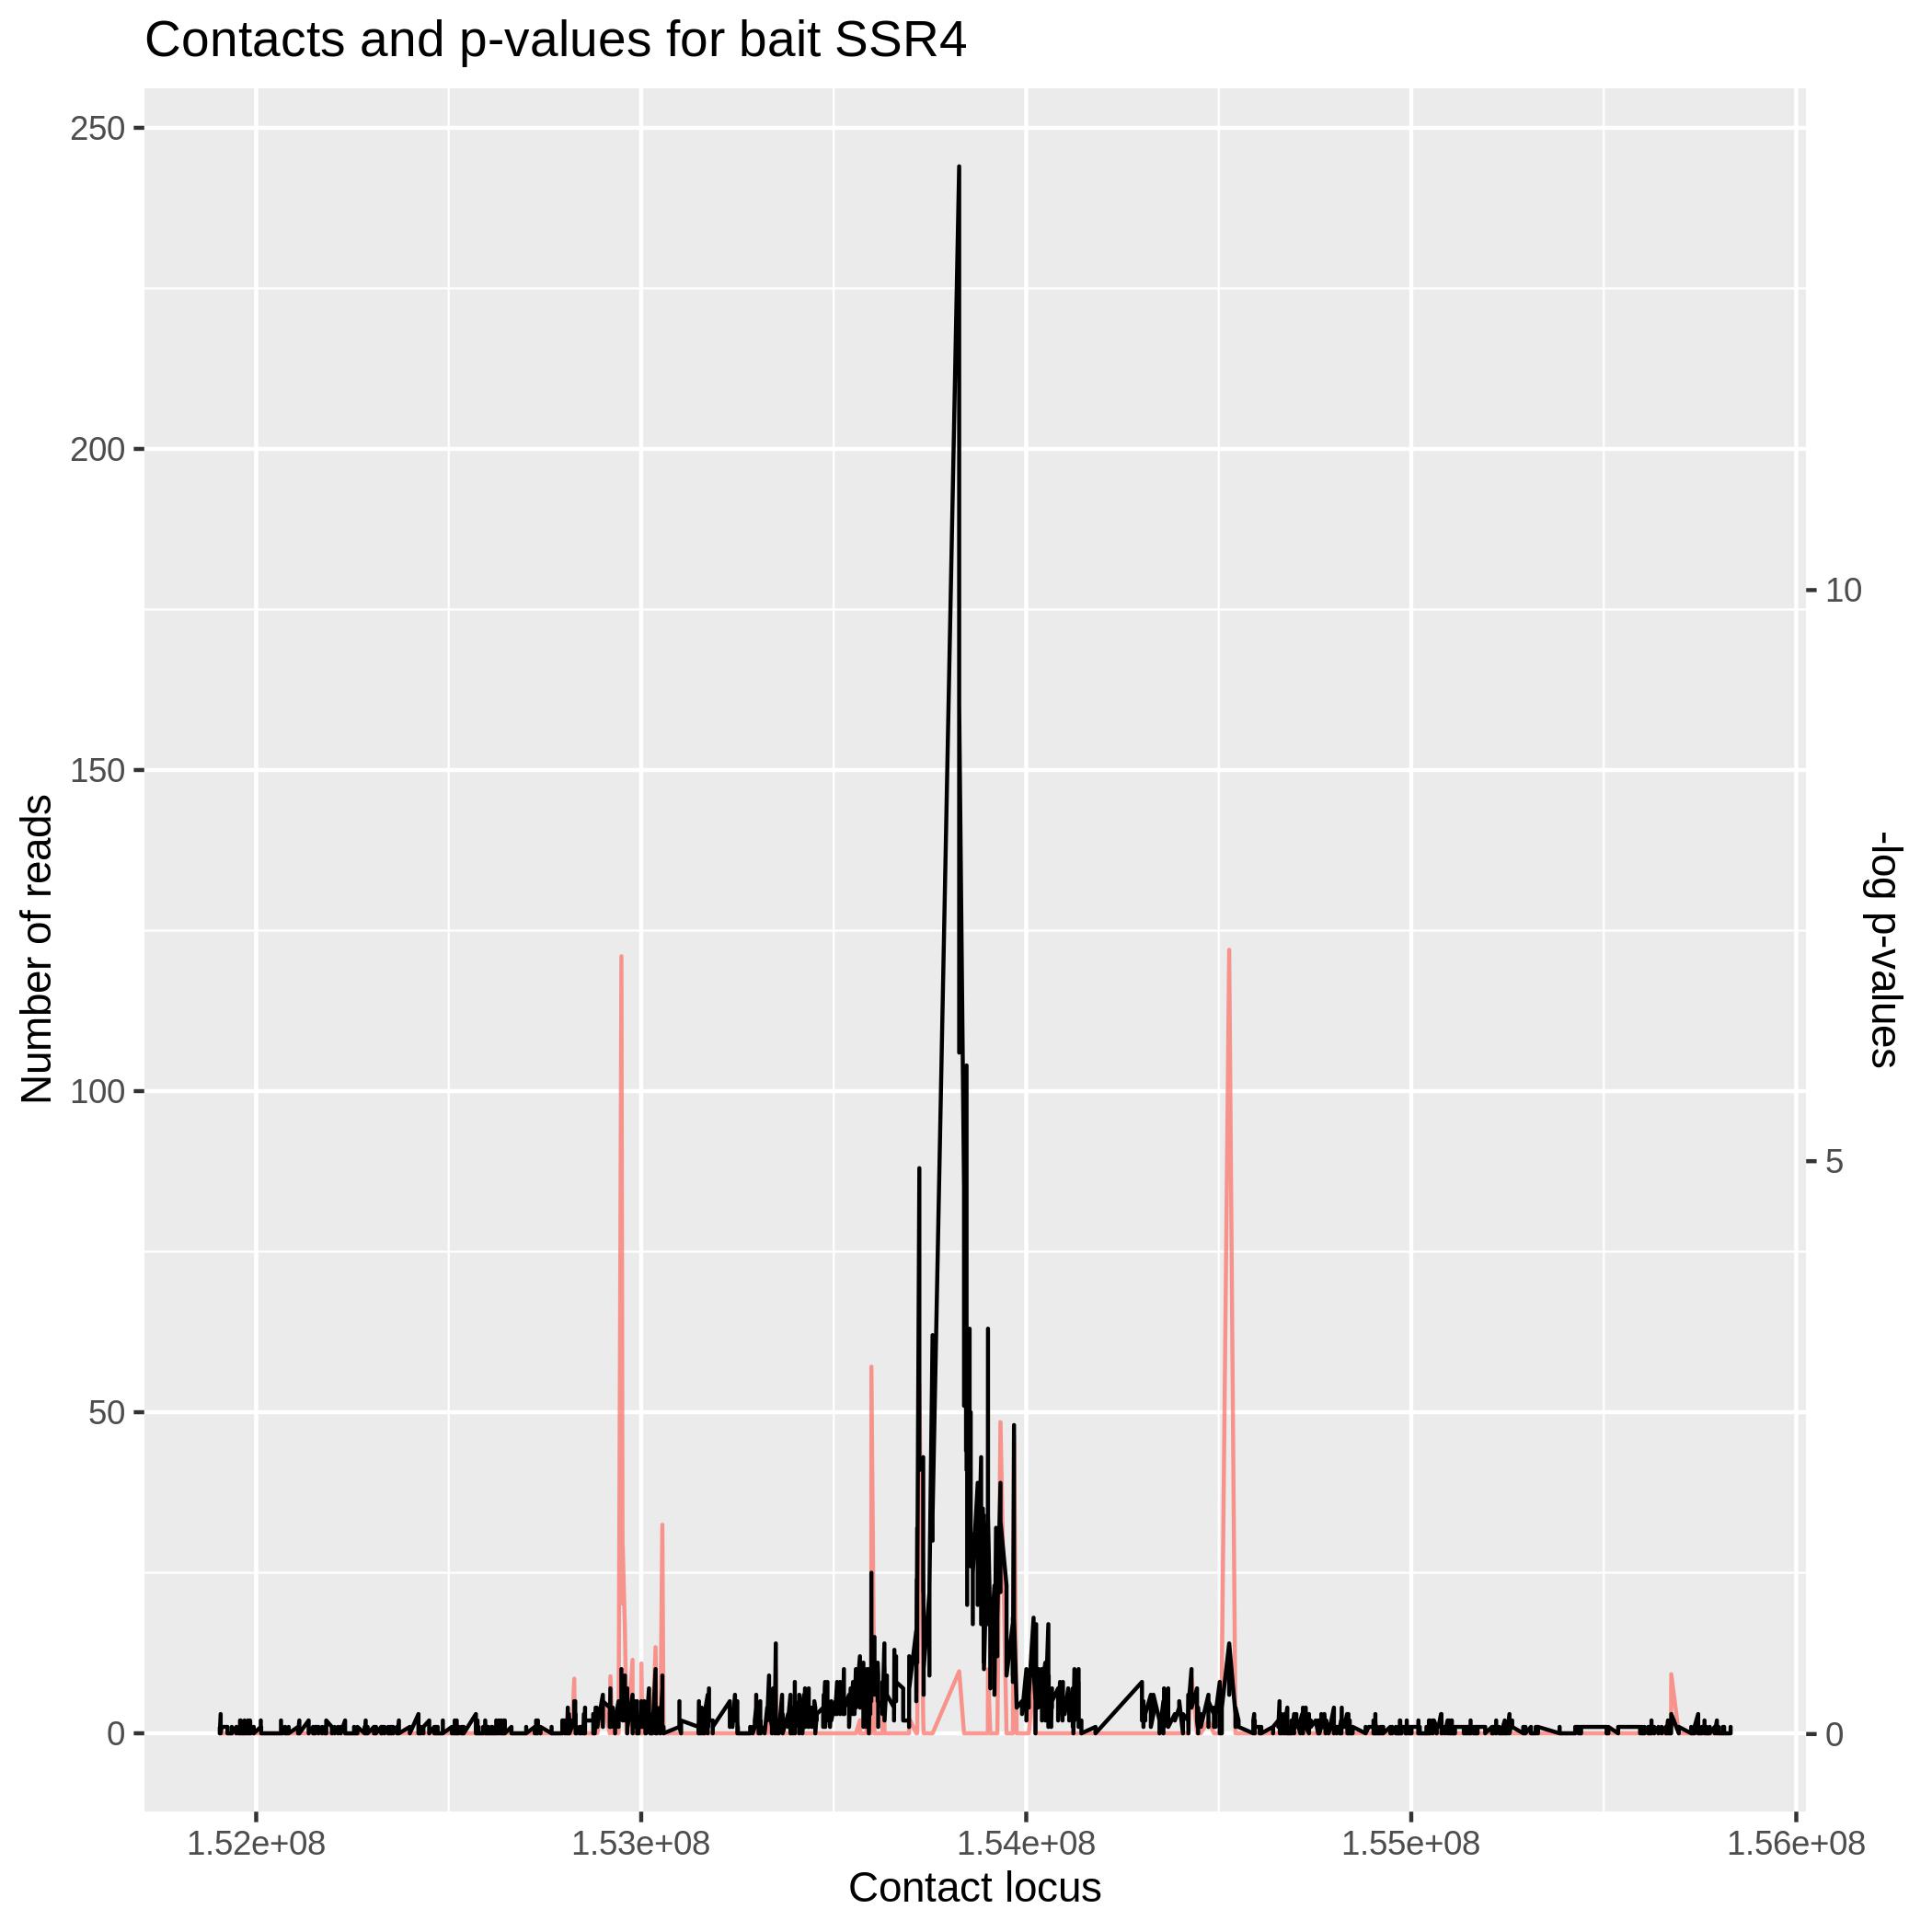 Contacts and p-values for bait SSR4
250
200
150
100
50
0
Number of reads
10
5
0
-log p-values
1.52e+08
1.53e+08
1.54e+08
1.55e+08
1.56e+08
Contact locus